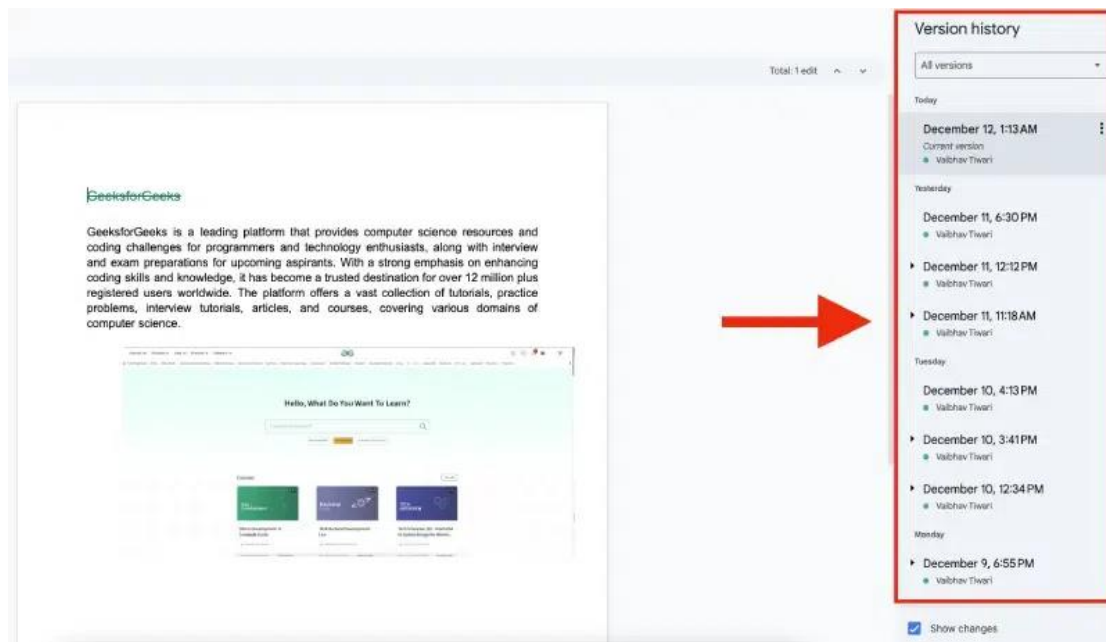 Version history
All versions
Total: 1 edit
Today
December 12, 1:13 AM
Current version
Vaibhav Tiwari
Yesterday
December 11, 6:30 PM
Vaibhav Tiwari
December 11, 12:12 PM
Vaibhav Tiwari
December 11, 11:18 AM
Vaibhav Tiwari
Tuesday
December 10, 4:13 PM
Vaibhav Tiwari
December 10, 3:41 PM
Vaibhav Tiwari
December 10, 12:34 PM
Vaibhav Tiwari
Monday
December 9, 6:55 PM
Vaibhav Tiwari
Show changes
GeeksforGeeks
GeeksforGeeks is a leading platform that provides computer science resources and
coding challenges for programmers and technology enthusiasts, along with interview
and exam preparations for upcoming aspirants. With a strong emphasis on enhancing
coding skills and knowledge, it has become a trusted destination for over 12 million plus
registered users worldwide. The platform offers a vast collection of tutorials, practice
problems, interview tutorials, articles, and courses, covering various domains of
computer science.
Hello, What Do You Want To Learn?